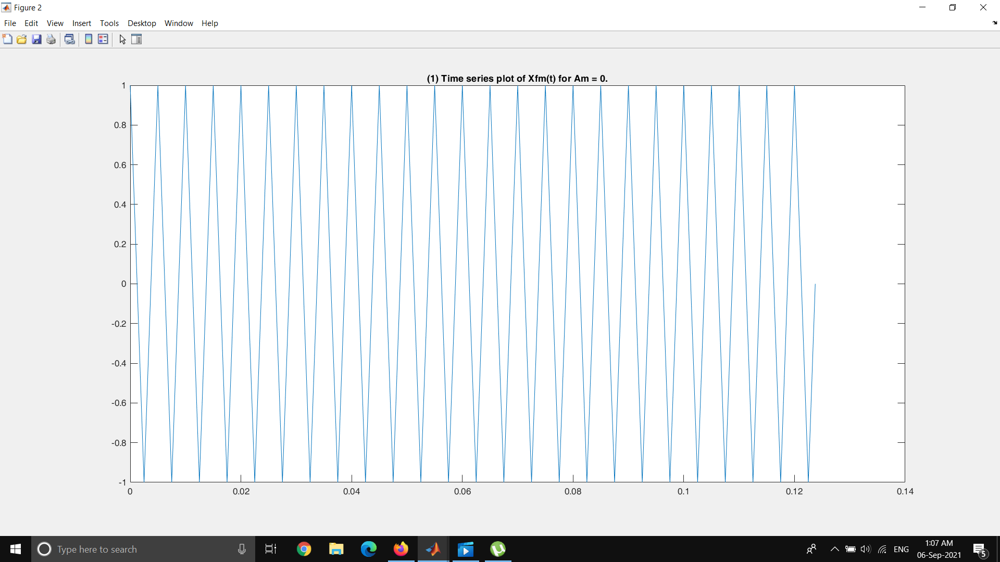 Figure 2
File Edit View Insert Tools Desktop Window Help
(1) Time series plot of Xfm(t) for Am = 0.
1
0.8
0.6
0.4
0.2
0
-0.2
-0.4
-0.6
-0.8
-1
0 0.02 0.04 0.06 0.08 0.1 0.12 0.14
Type here to search
ENG
1:07 AM
06-Sep-2021
5